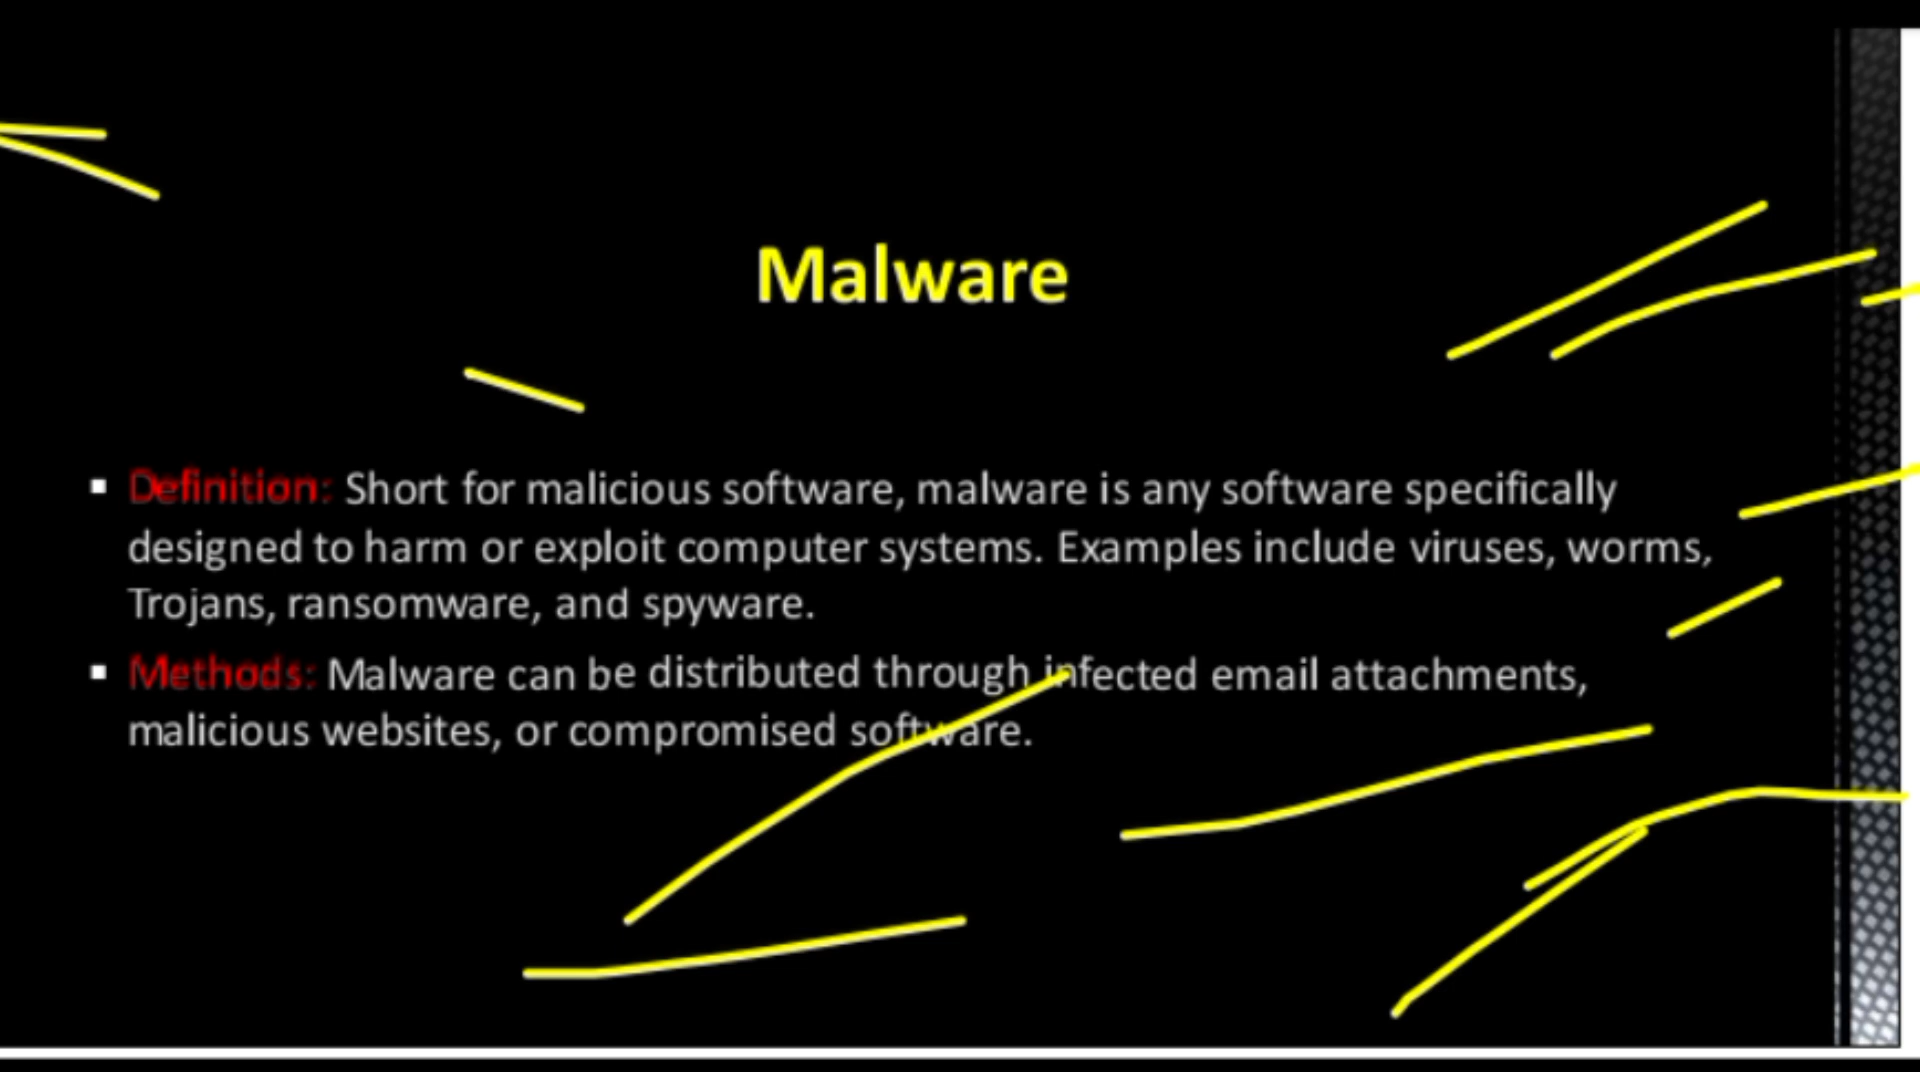 Malware
▪ Definition: Short for malicious software, malware is any software specifically
designed to harm or exploit computer systems. Examples include viruses, worms,
Trojans, ransomware, and spyware.
▪ Methods: Malware can be distributed through infected email attachments,
malicious websites, or compromised software.